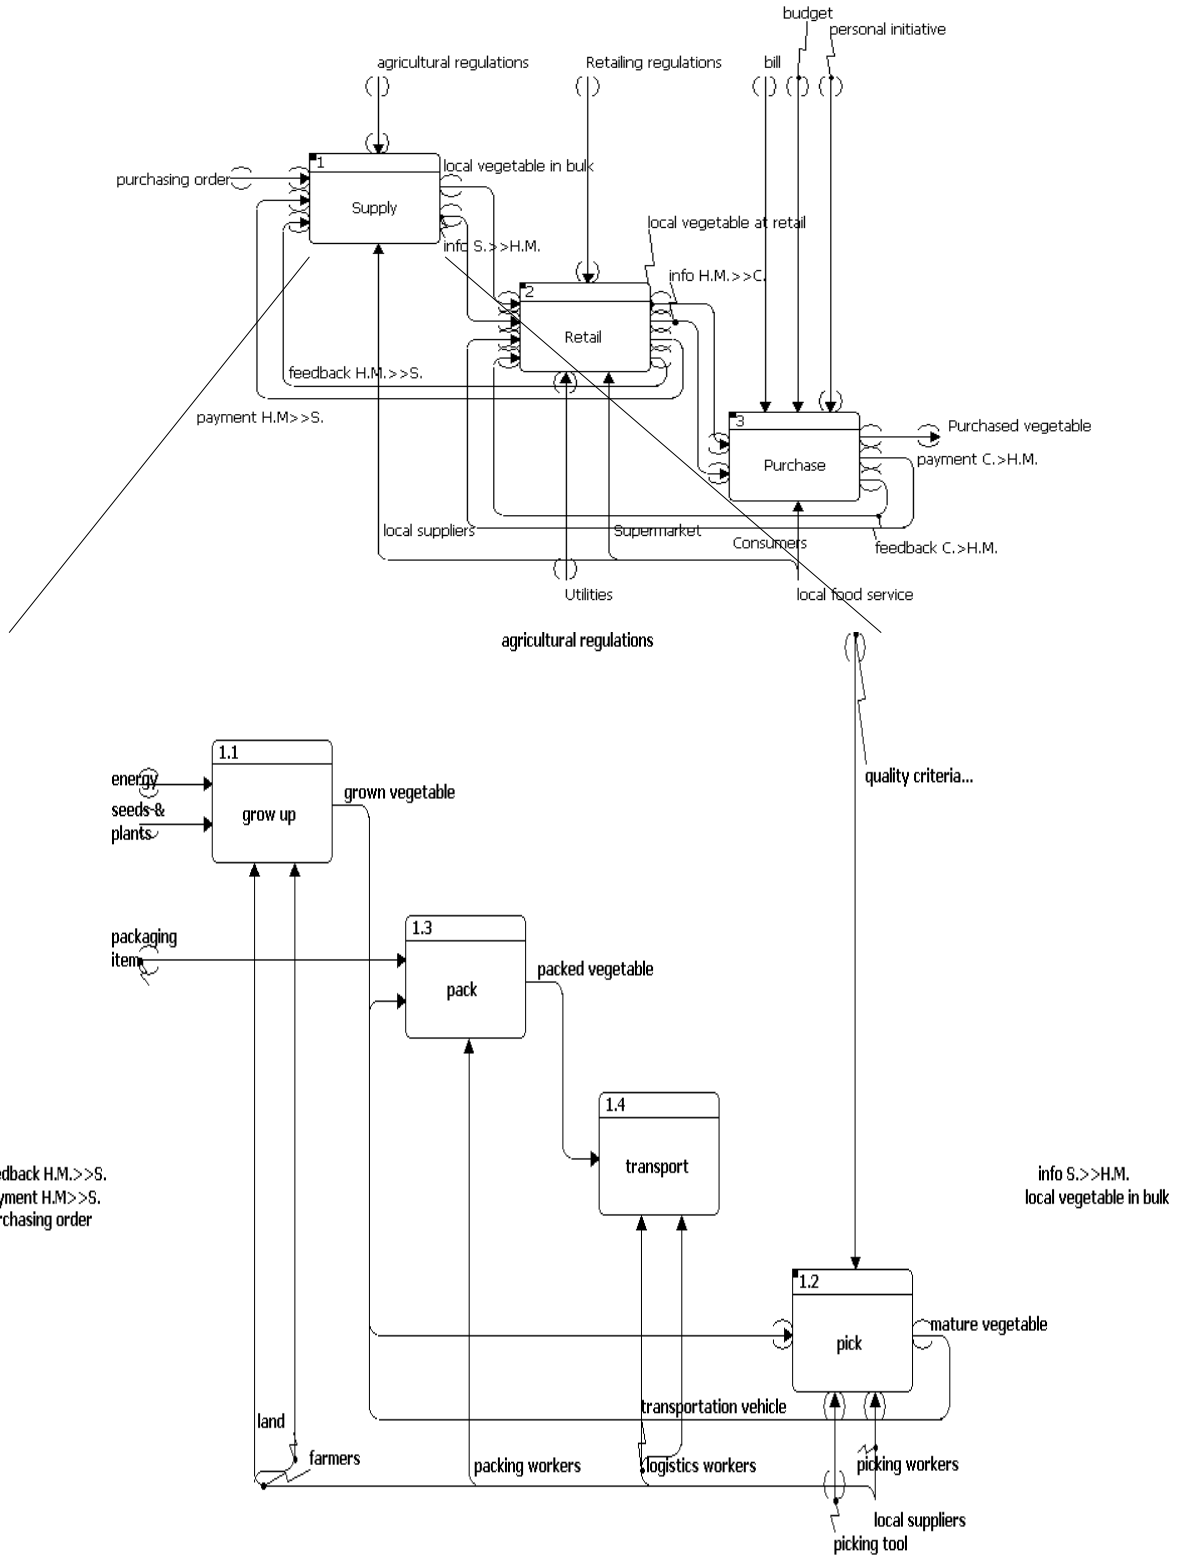 budget
personal initiative
agricultural regulations
Retailing regulations
bill
1
local vegetable in bulk
purchasing order
Supply
local vegetable at retail
info S.>>H.M.
info H.M.>>C.
2
Retail
feedback H.M.>>S.
payment H.M>>S.
3
Purchased vegetable
Purchase
payment C.>H.M.
local suppliers
Supermarket
Consumers
feedback C.>H.M.
Utilities
local food service
agricultural regulations
1.1
energy
quality criteria...
grown vegetable
seeds &
plants
grow up
1.3
packaging
item
packed vegetable
pack
1.4
transport
edback H.M.>>S.
yment H.M>>S.
rchasing order
info S.>>H.M.
local vegetable in bulk
1.2
mature vegetable
pick
transportation vehicle
land
farmers
packing workers
logistics workers
picking workers
local suppliers
picking tool